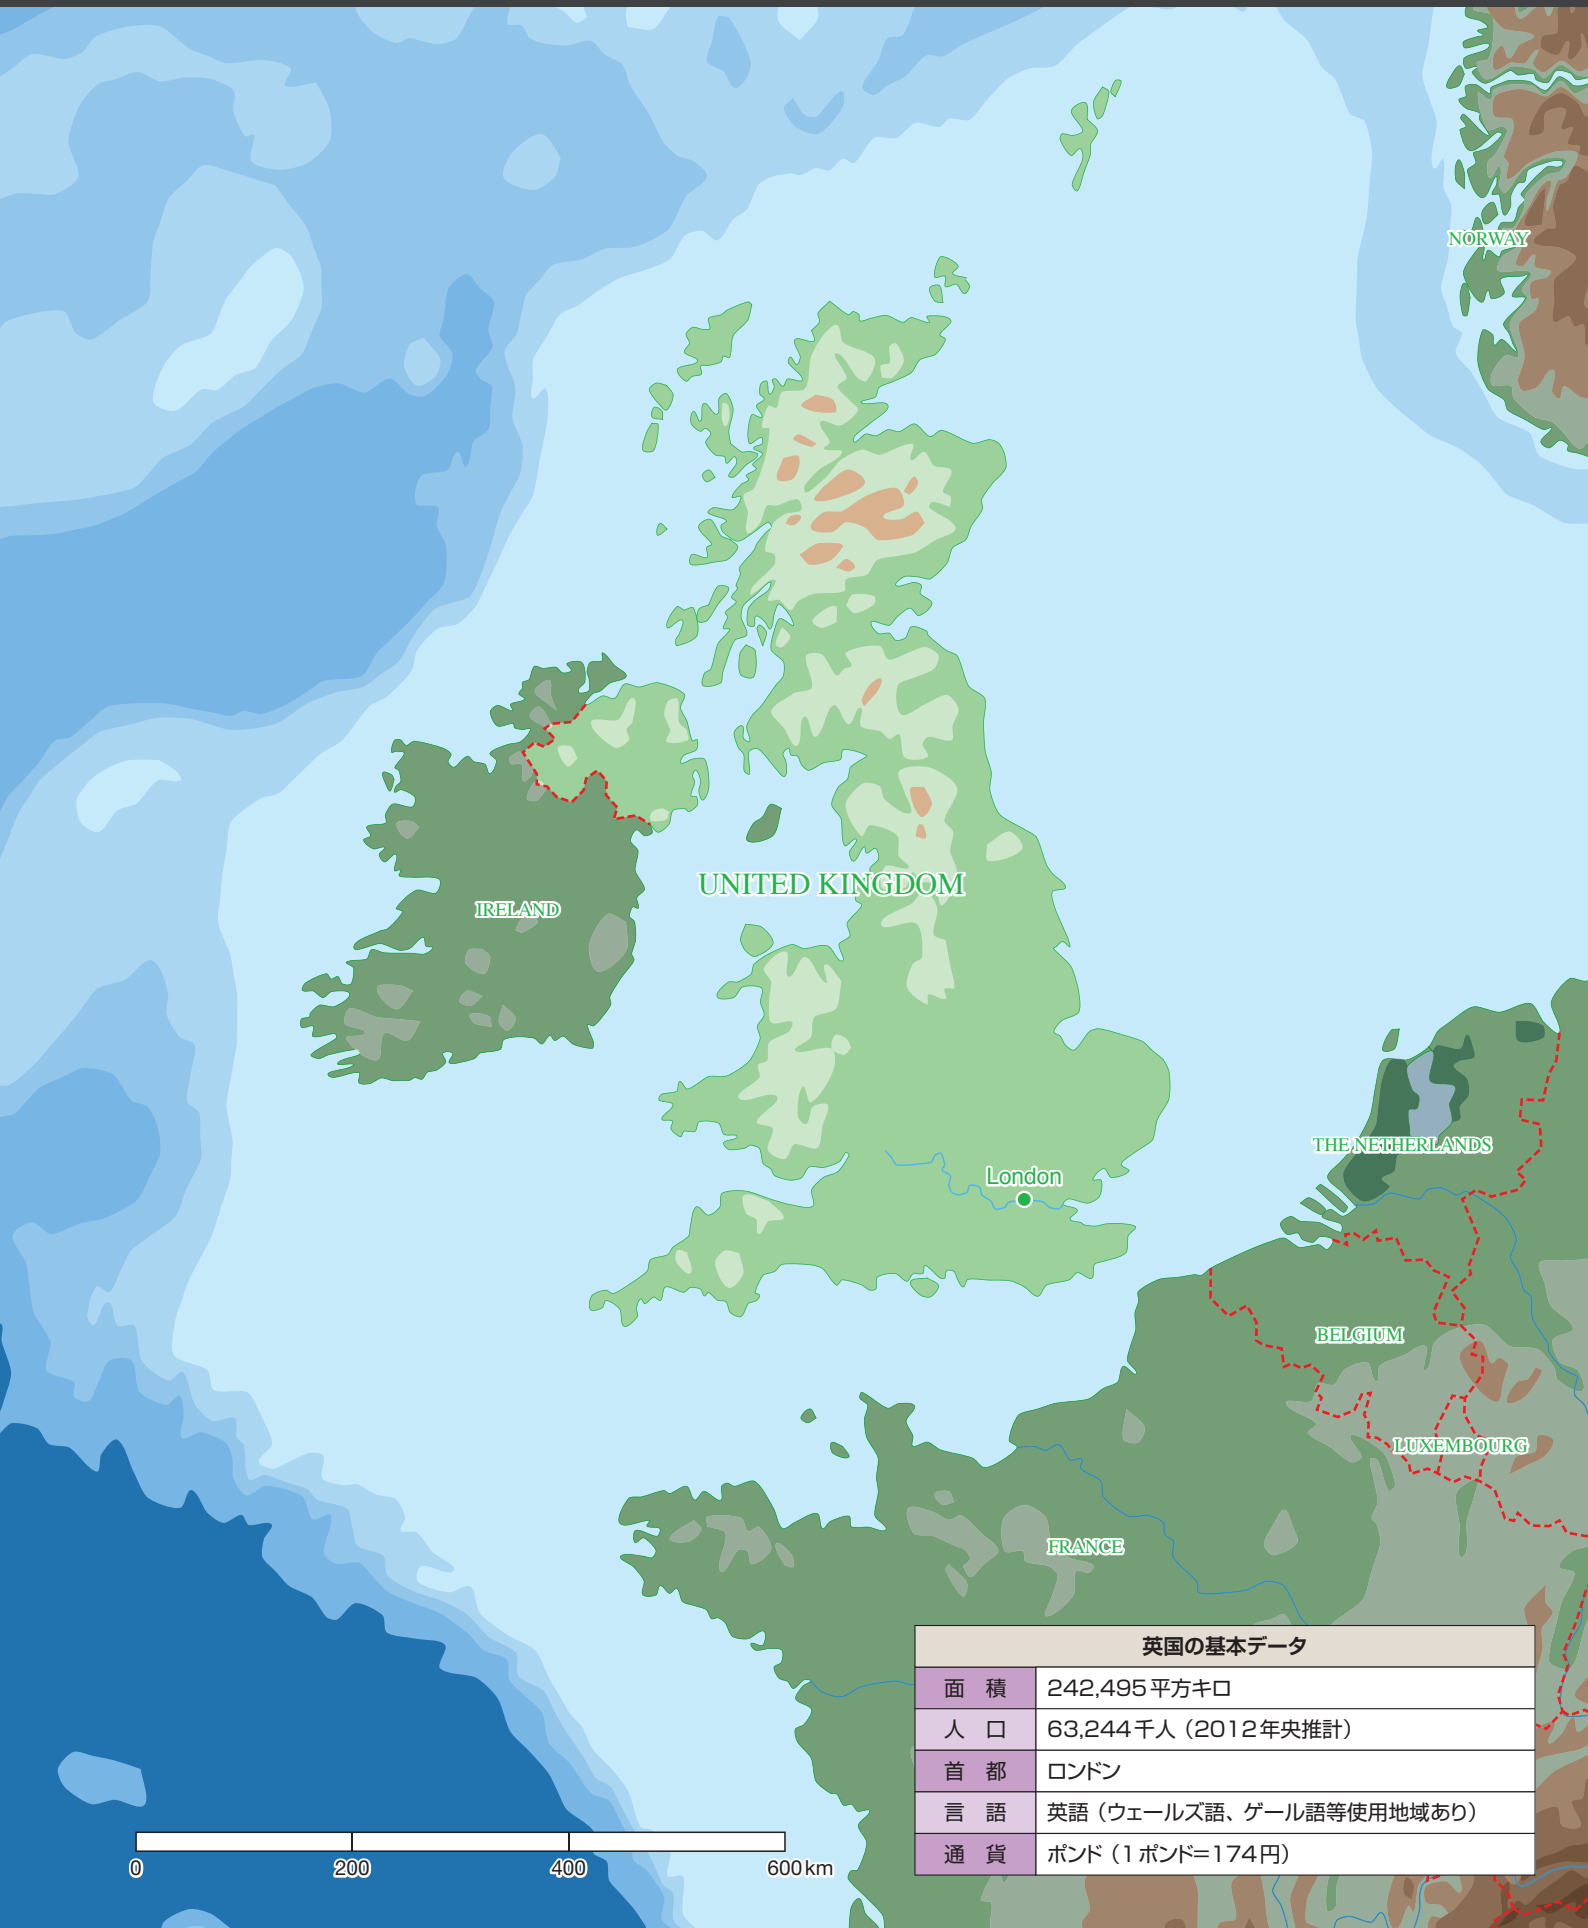 NORWAY
UNITED KINGDOM
IRELAND
THE NETHERLANDS
London
BELGIUM
LUXEMBOURG
FRANCE
英国の基本データ
面 積 242,495平方キロ
人 口 63,244千人（2012年央推計）
首 都 ロンドン
言 語 英語（ウェールズ語、ゲール語等使用地域あり）
通 貨 ポンド（1ポンド=174円）
0 200 400 600km